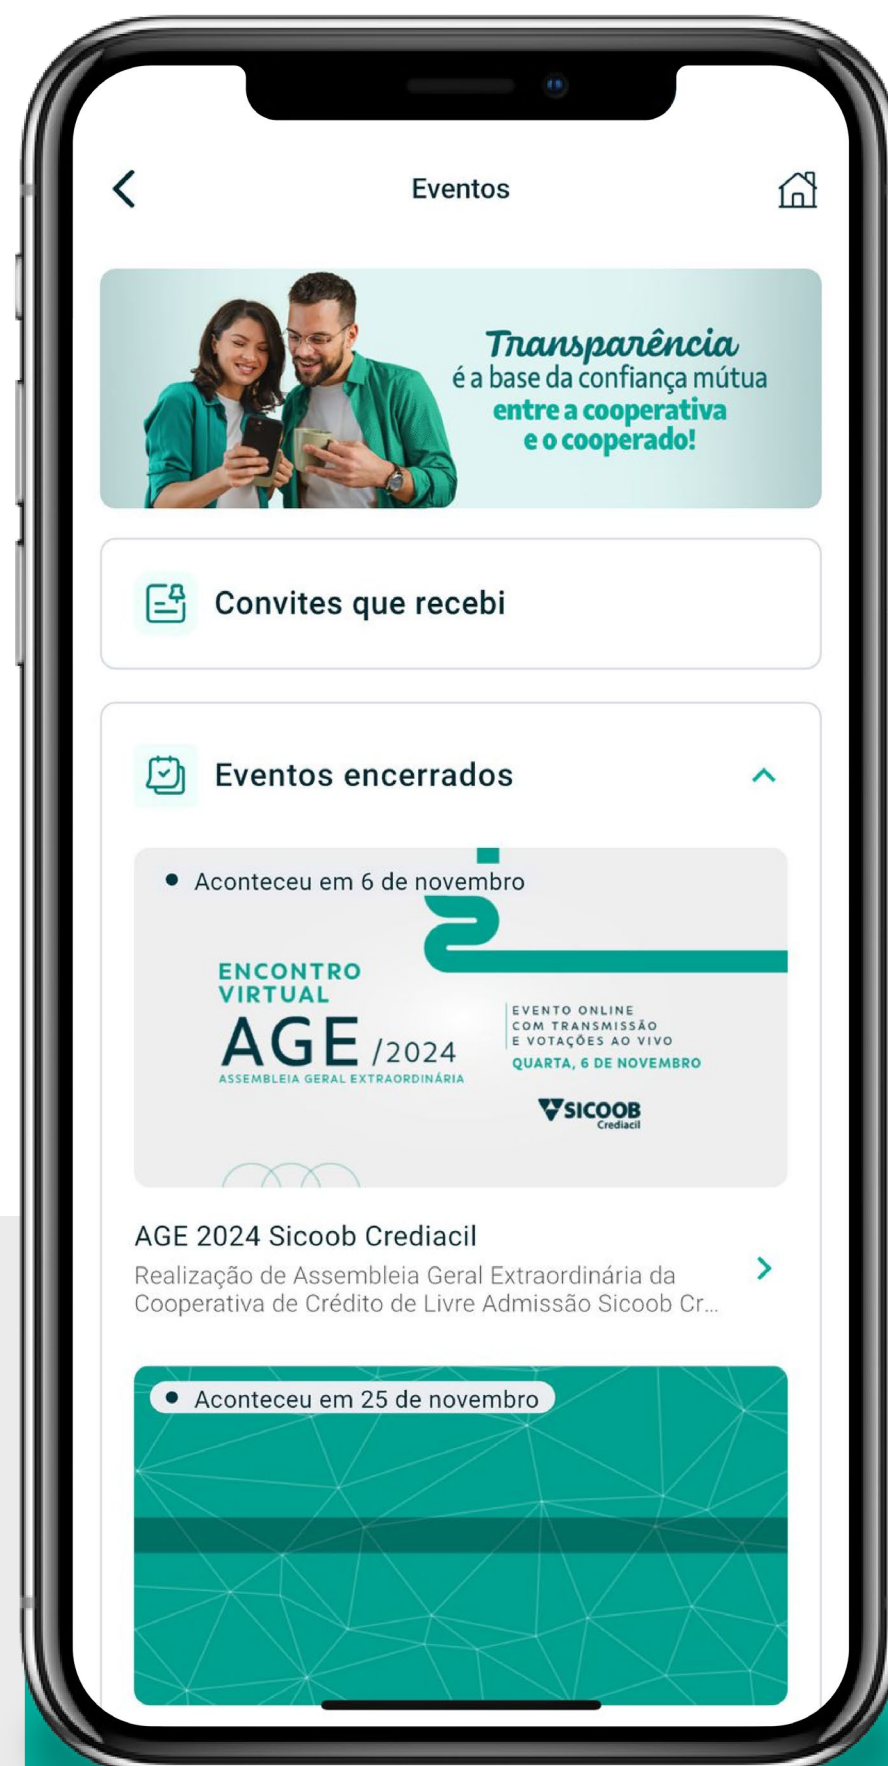 Eventos
Transparência
é a base da confiança mútua
entre a cooperativa
e o cooperado!
Convites que recebi
Eventos encerrados
Aconteceu em 6 de novembro
ENCONTRO
VIRTUAL
AGE /2024
ASSEMBLEIA GERAL EXTRAORDINÁRIA
EVENTO ONLINE
COM TRANSMISSÃO
E VOTAÇÕES AO VIVO
QUARTA, 6 DE NOVEMBRO
SICOOB
Crediacil
AGE 2024 Sicoob Crediacil
Realização de Assembleia Geral Extraordinária da
Cooperativa de Crédito de Livre Admissão Sicoob Cr...
Aconteceu em 25 de novembro